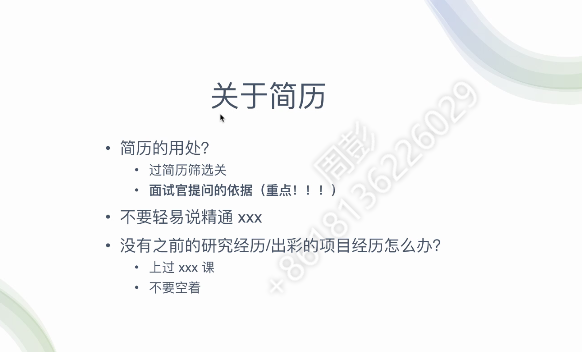 关于简历
• 简历的用处？
• 过简历筛选关
• 面试官提问的依据（重点！！！）
• 不要轻易说精通 xxx
• 没有之前的研究经历/出彩的项目经历怎么办？
• 上过 xxx 课
• 不要空着
周彭
+8618136226029